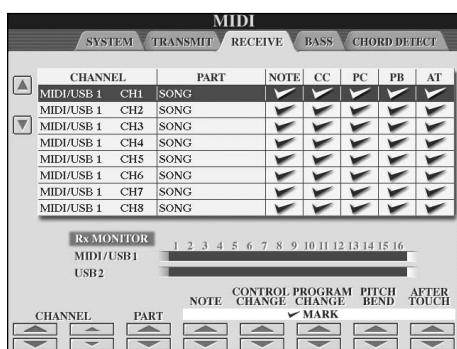 MIDI
SYSTEM TRANSMIT RECEIVE BASS CHORD DETECT
CHANNEL PART NOTE CC PC PB AT
MIDI/USB 1 CH1 SONG
MIDI/USB 1 CH2 SONG
MIDI/USB 1 CH3 SONG
MIDI/USB 1 CH4 SONG
MIDI/USB 1 CH5 SONG
MIDI/USB 1 CH6 SONG
MIDI/USB 1 CH7 SONG
MIDI/USB 1 CH8 SONG
Rx MONITOR 1 2 3 4 5 6 7 8 9 10 11 12 13 14 15 16
MIDI/USB1
USB2
CHANNEL PART NOTE CONTROL CHANGE PROGRAM CHANGE PITCH BEND AFTER TOUCH
MARK